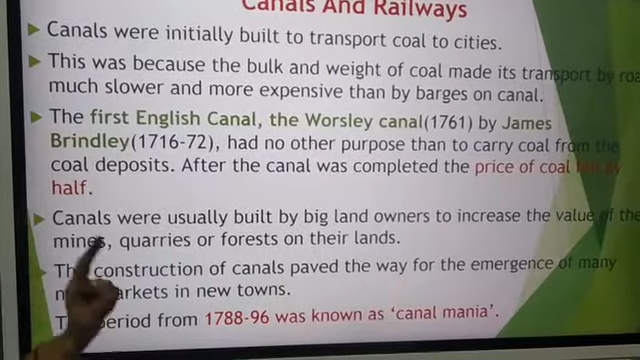 Canals And Railways
Canals were initially built to transport coal to cities.
This was because the bulk and weight of coal made its transport by
much slower and more expensive than by barges on canal.
The first English Canal, the Worsley canal(1761) by James
Brindley(1716-72), had no other purpose than to carry coal from the
coal deposits. After the canal was completed the price of coal
half.
Canals were usually built by big land owners to increase the value of the
mines, quarries or forests on their lands.
The construction of canals paved the way for the emergence of many
markets in new towns.
period from 1788-96 was known as ‘canal mania’.